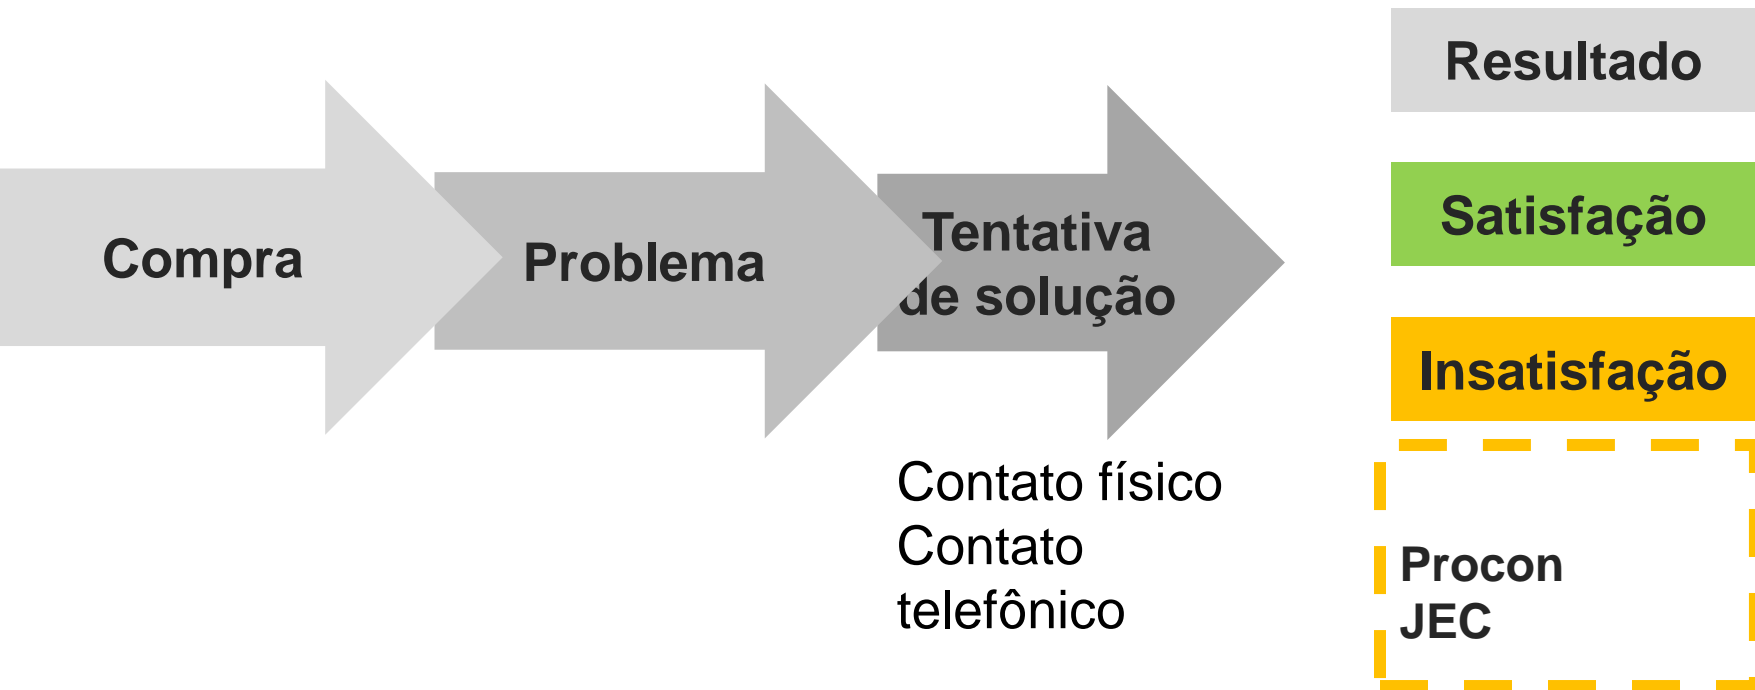 Compra
Problema
Tentativa
de solução
Contato físico
Contato
telefônico
Resultado
Satisfação
Insatisfação
Procon
JEC